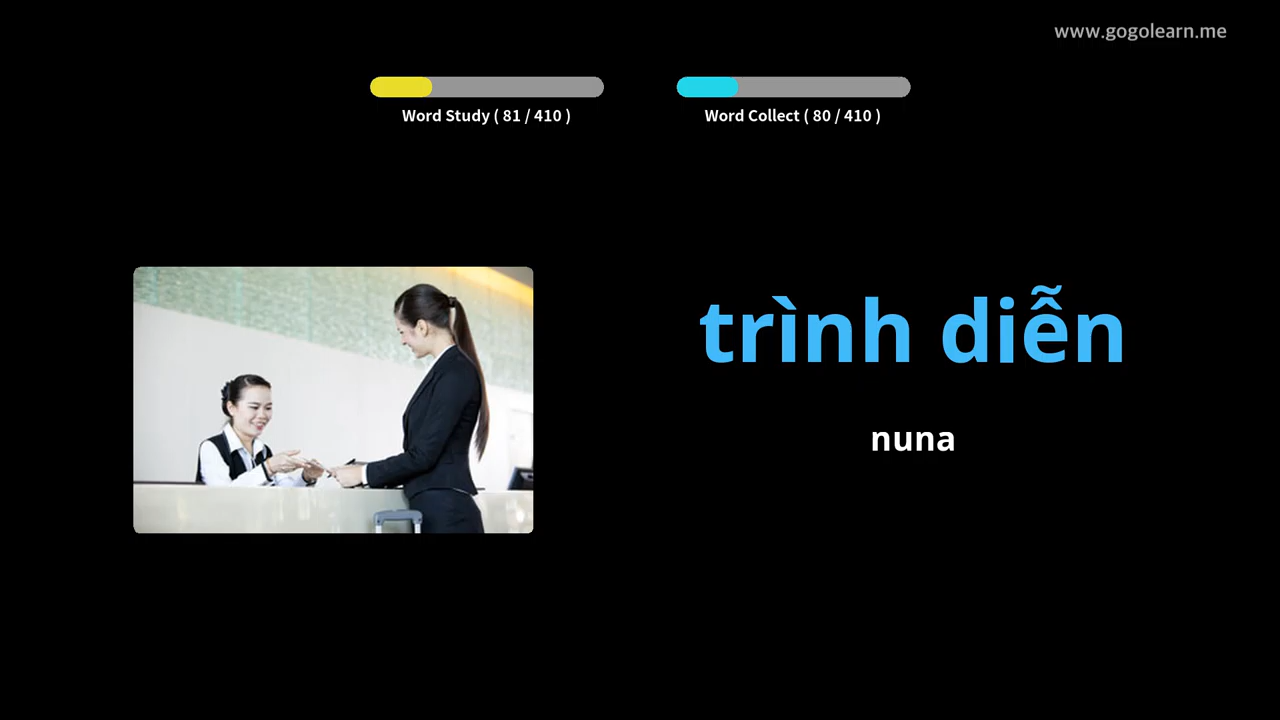 www.gogolearn.me
Word Study ( 81 / 410 )
Word Collect ( 80 / 410 )
trình diễn
nuna